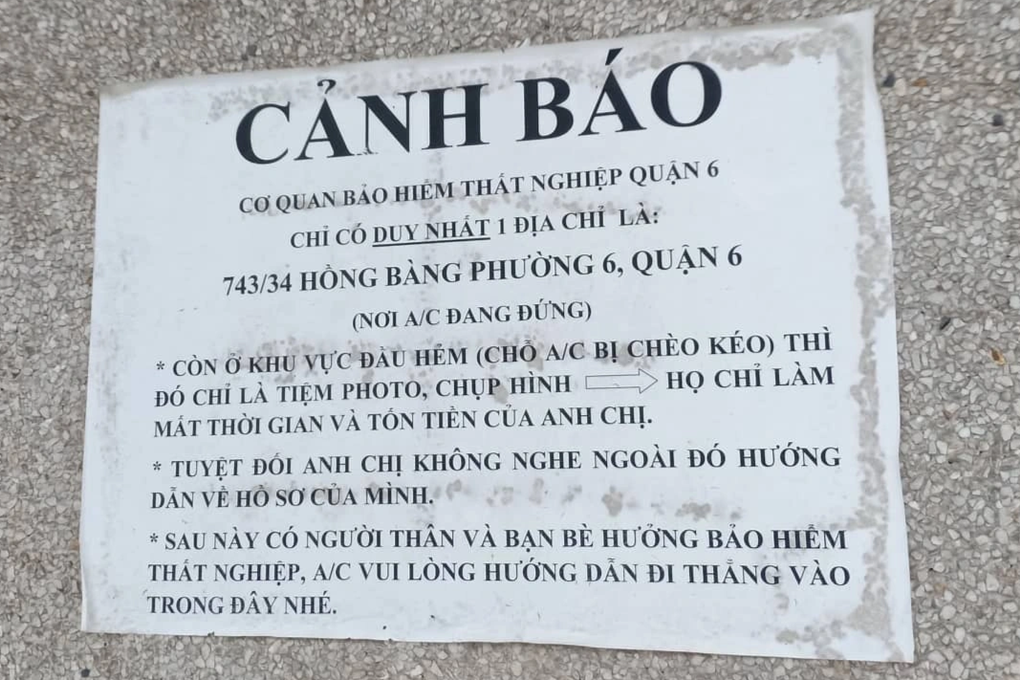 CẢNH BÁO
CƠ QUAN BẢO HIỂM THẤT NGHIỆP QUẬN 6
CHỈ CÓ DUY NHẤT 1 ĐỊA CHỈ LÀ:
743/34 HỒNG BÀNG PHƯỜNG 6, QUẬN 6
(NƠI A/C ĐANG ĐỨNG)
* CÒN Ở KHU VỰC ĐẦU HẺM (CHỖ A/C BỊ CHÈO KÉO) THÌ
ĐÓ CHỈ LÀ TIỆM PHOTO, CHỤP HÌNH ⇨ HỌ CHỈ LÀM
MẤT THỜI GIAN VÀ TỐN TIỀN CỦA ANH CHỊ.
* TUYỆT ĐỐI ANH CHỊ KHÔNG NGHE NGOÀI ĐÓ HƯỚNG
DẪN VỀ HỒ SƠ CỦA MÌNH.
* SAU NÀY CÓ NGƯỜI THÂN VÀ BẠN BÈ HƯỞNG BẢO HIỂM
THẤT NGHIỆP, A/C VUI LÒNG HƯỚNG DẪN ĐI THẲNG VÀO
TRONG ĐÂY NHÉ.